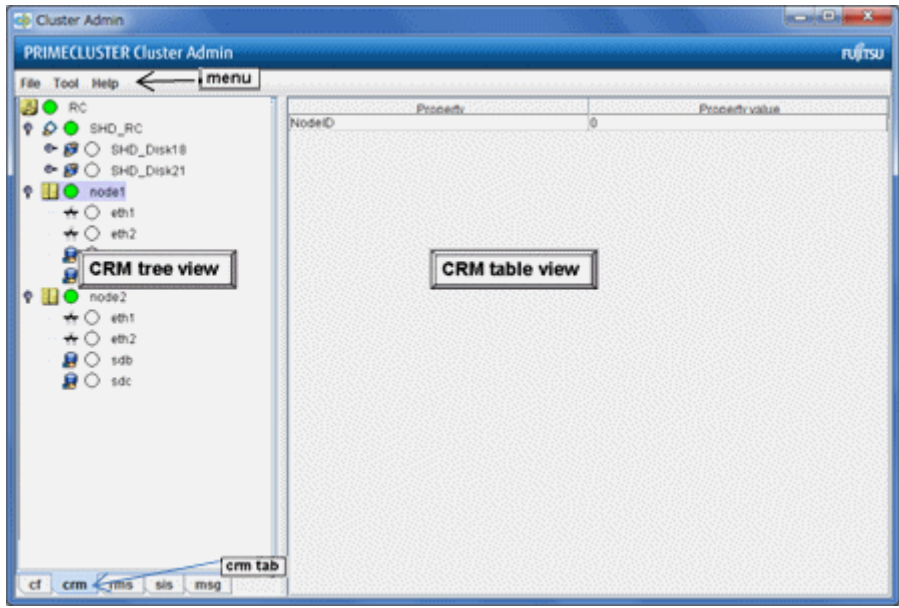 Cluster Admin
PRIMECLUSTER Cluster Admin
FUJITSU
File Tool Help
menu
RC
SHD_RC
SHD_Disk18
SHD_Disk21
node1
eth1
eth2
CRM tree view
node2
eth1
eth2
sdb
sdc
Property Property value
NodeID 0
CRM table view
crm tab
cf crm rms sis msg